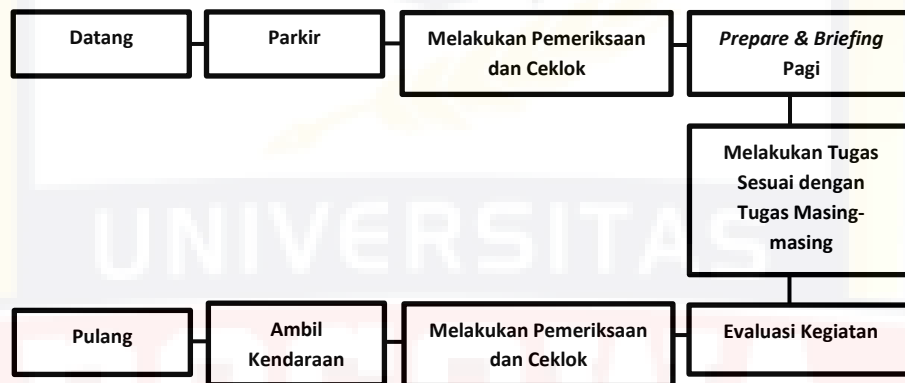 Datang
Parkir
Melakukan Pemeriksaan
dan Ceklok
Prepare & Briefing
Pagi
Melakukan Tugas
Sesuai dengan
Tugas Masing-
masing
UNIVERSITAS
Evaluasi Kegiatan
Melakukan Pemeriksaan
dan Ceklok
Ambil
Kendaraan
Pulang